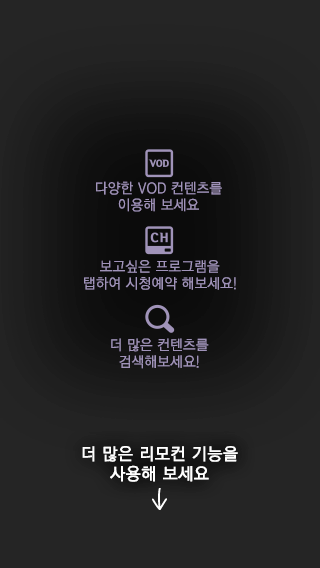 VOD
다양한 VOD 컨텐츠를
이용해 보세요
CH
보고싶은 프로그램을
탭하여 시청예약 해보세요!
더 많은 컨텐츠를
검색해보세요!
더 많은 리모컨 기능을
사용해 보세요